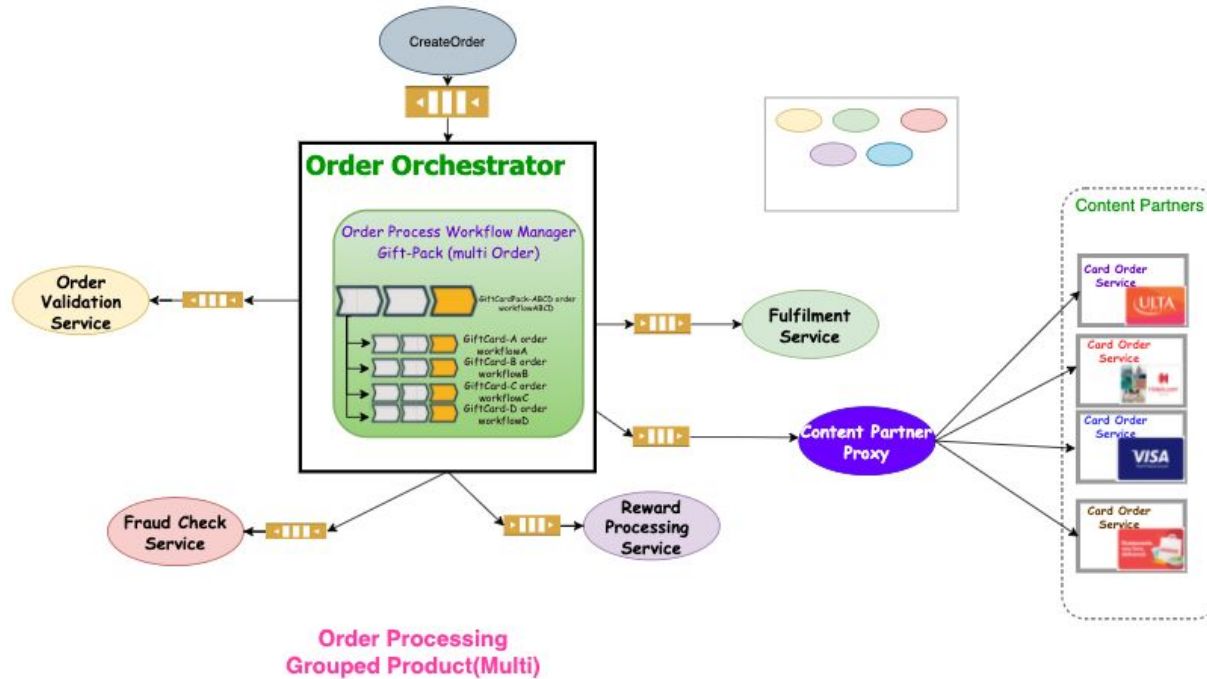 CreateOrder
Order Orchestrator
Order Process Workflow Manager
Gift-Pack (multi Order)
GiftCardPack-ABCD order
workflowABCD
GiftCard-A order
workflowA
GiftCard-B order
workflowB
GiftCard-C order
workflowC
GiftCard-D order
workflowD
Order
Validation
Service
Fulfilment
Service
Content Partner
Proxy
Fraud Check
Service
Reward
Processing
Service
Content Partners
Card Order
Service
ULTA
Card Order
Service
Card Order
Service
VISA
Card Order
Service
Order Processing
Grouped Product(Multi)